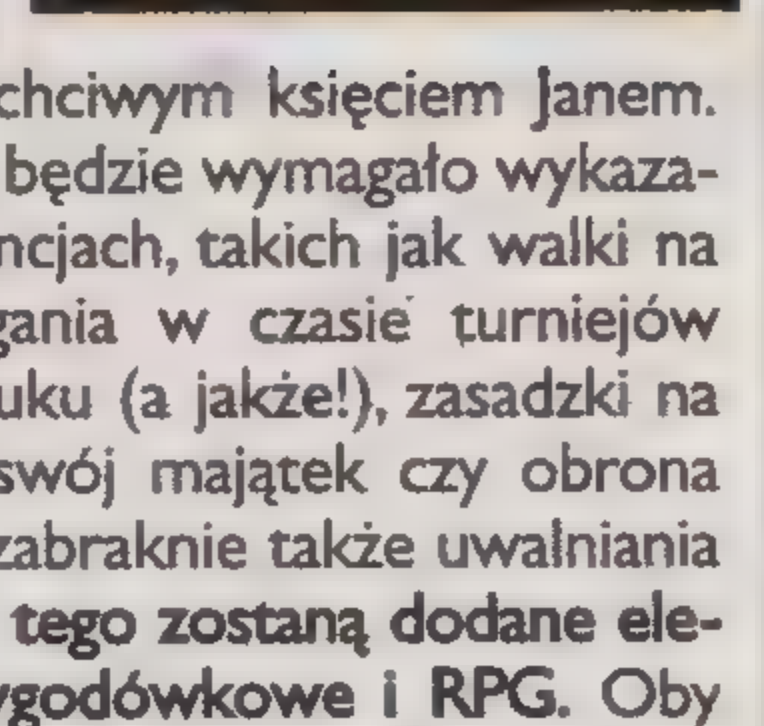 chciwym księciem Janem.
będzie wymagało wykaza-
ncjach, takich jak walki na
gania w czasie turniejów
uku (a jakże!), zasadzki na
swój majątek czy obrona
zabraknie także uwalniania
tego zostaną dodane ele-
ygodówkowe i RPG. Oby